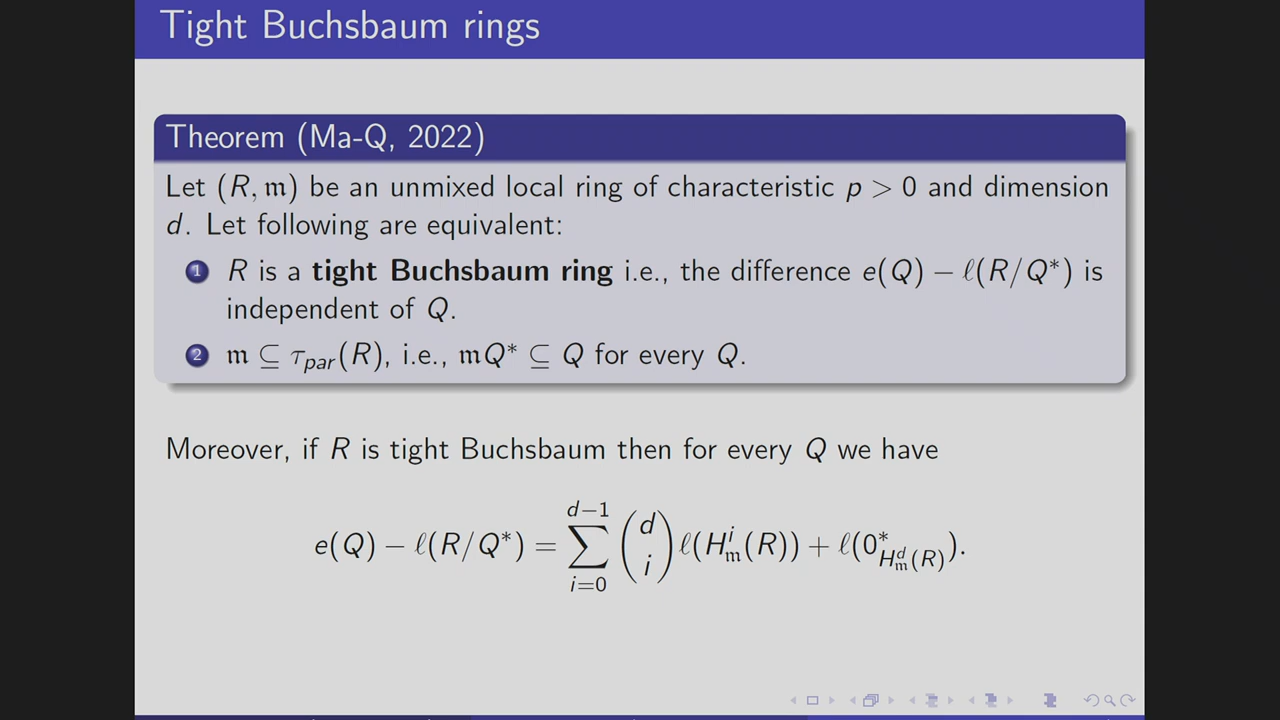 Tight Buchsbaum rings
Theorem (Ma-Q, 2022)
Let (R, 𝔪) be an unmixed local ring of characteristic p > 0 and dimension
d. Let following are equivalent:
1 R is a tight Buchsbaum ring i.e., the difference e(Q) − ℓ(R/Q*) is
independent of Q.
2 𝔪 ⊆ τ_par(R), i.e., 𝔪Q* ⊆ Q for every Q.
Moreover, if R is tight Buchsbaum then for every Q we have
e(Q) − ℓ(R/Q*) = ∑_{i=0}^{d−1} \binom{d}{i} ℓ(H^i_𝔪(R)) + ℓ(0*_{H^d_𝔪(R)}).